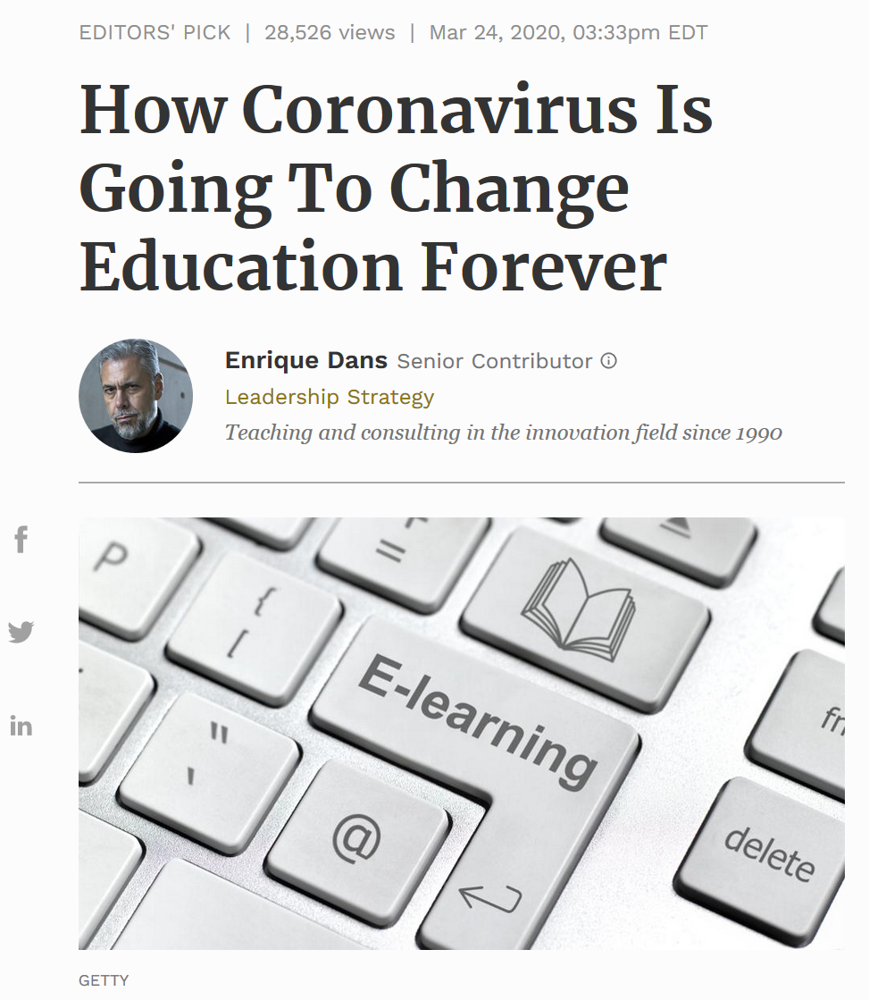 EDITORS' PICK | 28,526 views | Mar 24, 2020, 03:33pm EDT
How Coronavirus Is
Going To Change
Education Forever
Enrique Dans Senior Contributor
Leadership Strategy
Teaching and consulting in the innovation field since 1990
f
in
P
=
{
[
E-learning
"
'
@
fn
delete
GETTY